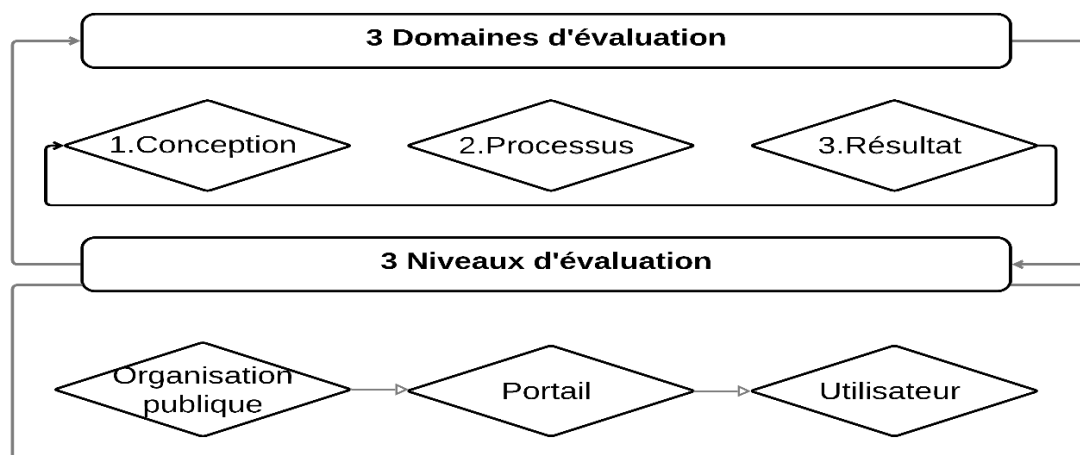 3 Domaines d'évaluation
1.Conception
2.Processus
3.Résultat
3 Niveaux d'évaluation
Organisation
publique
Portail
Utilisateur